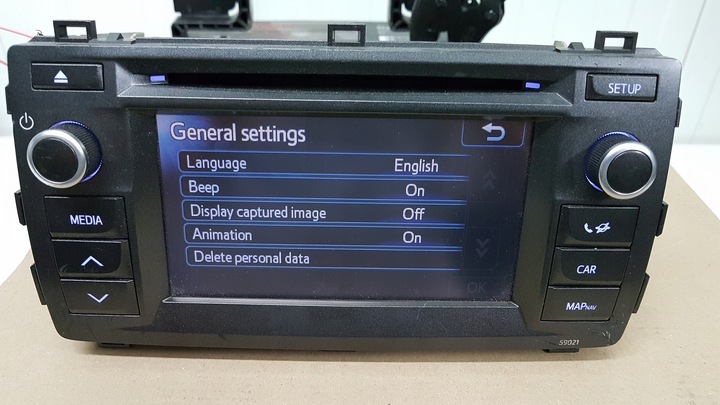 SETUP
General settings
Language English
Beep On
Display captured image Off
Animation On
Delete personal data
OK
MEDIA
CAR
MAP NAV
59021